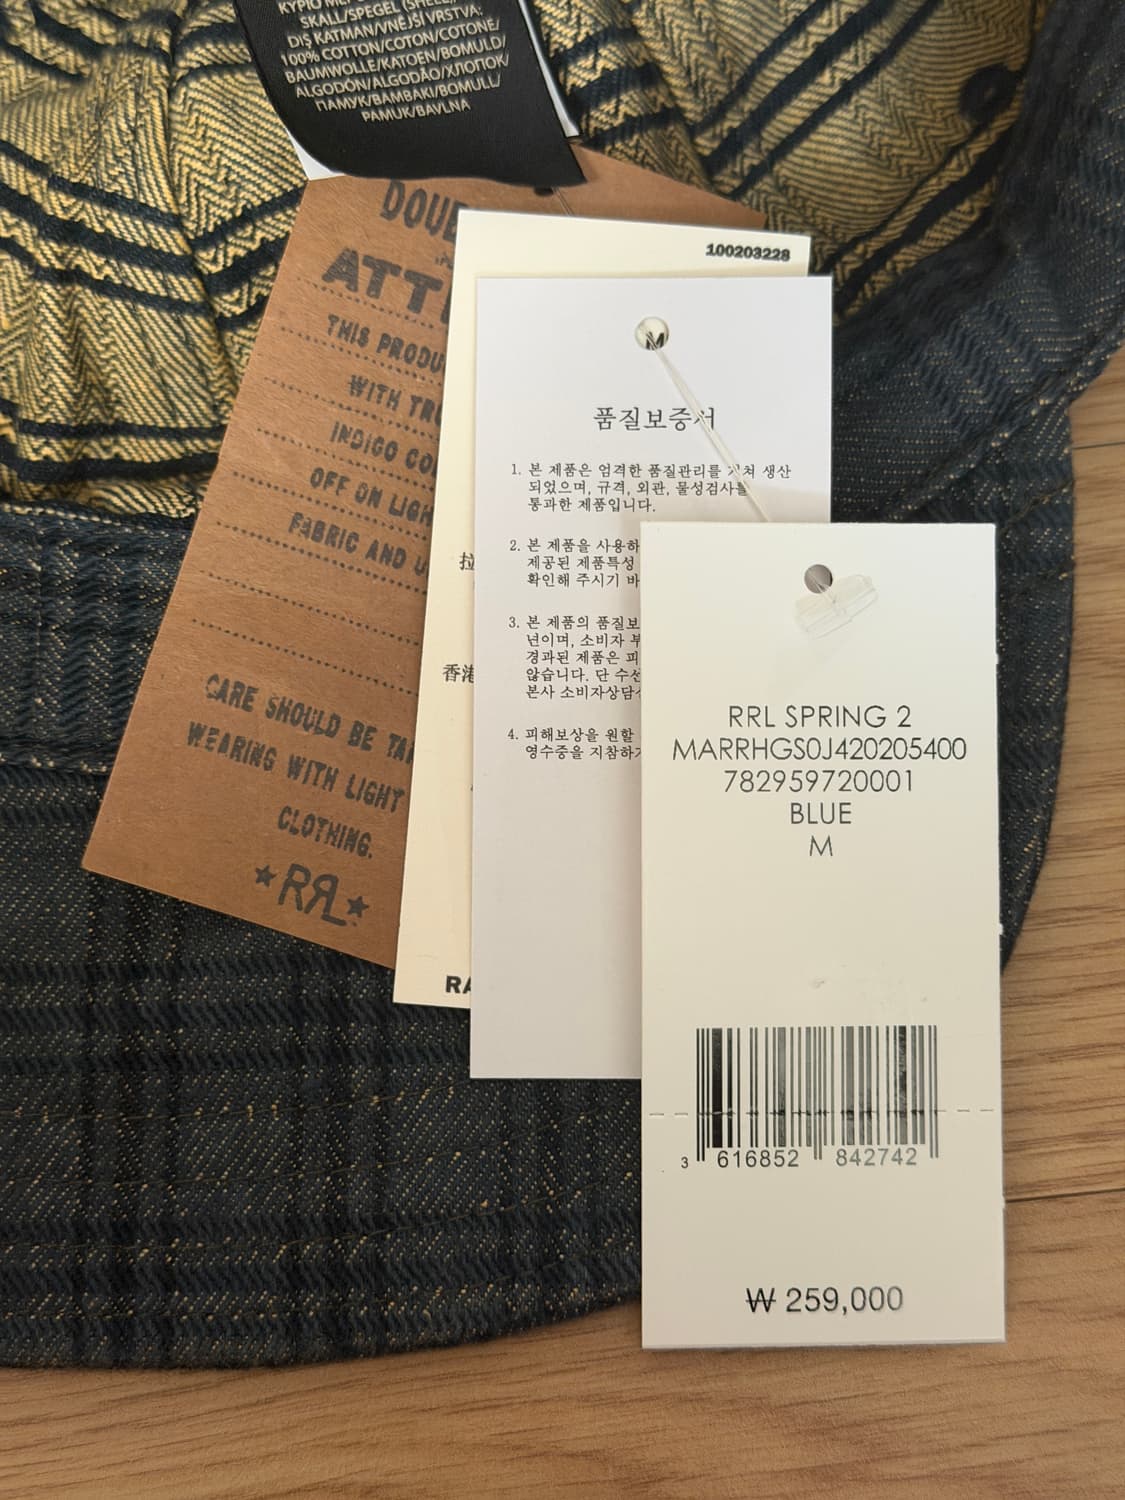 SKALL/SPEGEL (SHELL),
DIŞ KATMAN/VNĚJŠÍ VRSTVA:
100% COTTON/COTON/COTONE/
BAUMWOLLE/KATOEN/BOMULD/
ALGODÓN/ALGODÃO/ХЛОПОК/
ПАМУК/ΒΑΜΒΑΚΙ/BOMULL/
PAMUK/BAVLNA
DOUB
ATT
THIS PRODU
WITH TR
INDIGO CO
OFF ON LIGH
FABRIC AND U
CARE SHOULD BE TA
WEARING WITH LIGHT
CLOTHING.
RRL
100203228
拉
香港
RA
M
품질보증서
1. 본 제품은 엄격한 품질관리를 거쳐 생산
되었으며, 규격, 외관, 물성검사를
통과한 제품입니다.
2. 본 제품을 사용하
제공된 제품특성
확인해 주시기 바
3. 본 제품의 품질보
년이며, 소비자 부
경과된 제품은 피
않습니다. 단 수선
본사 소비자상담
4. 피해보상을 원할
영수증을 지참하
RRL SPRING 2
MARRHGS0J420205400
782959720001
BLUE
M
3 616852 842742
₩ 259,000